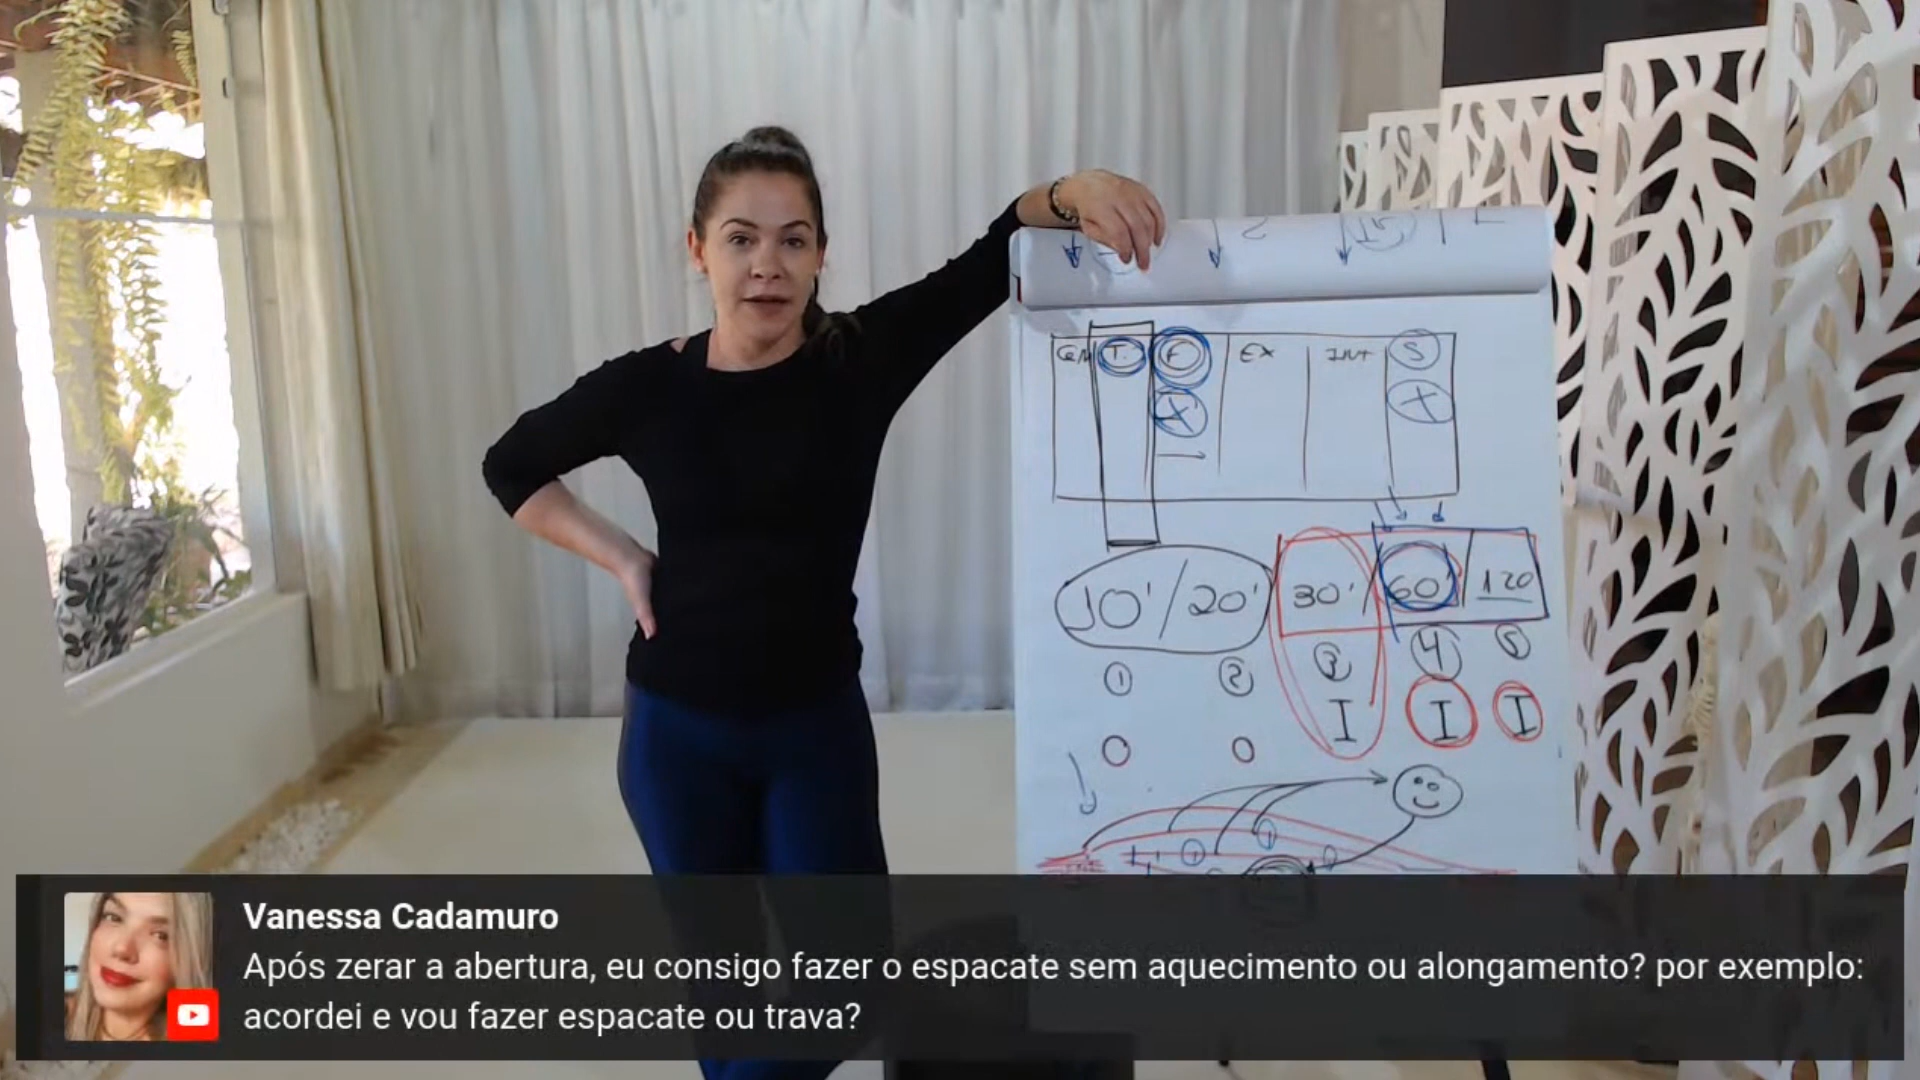 T. F EX INT S
X X
10' / 20' 30' / 60' 120
1 2 3 4 5
I I I
Vanessa Cadamuro
Após zerar a abertura, eu consigo fazer o espacate sem aquecimento ou alongamento? por exemplo:
acordei e vou fazer espacate ou trava?